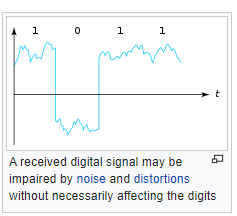 1 0 1 1
t
A received digital signal may be
impaired by noise and distortions
without necessarily affecting the digits